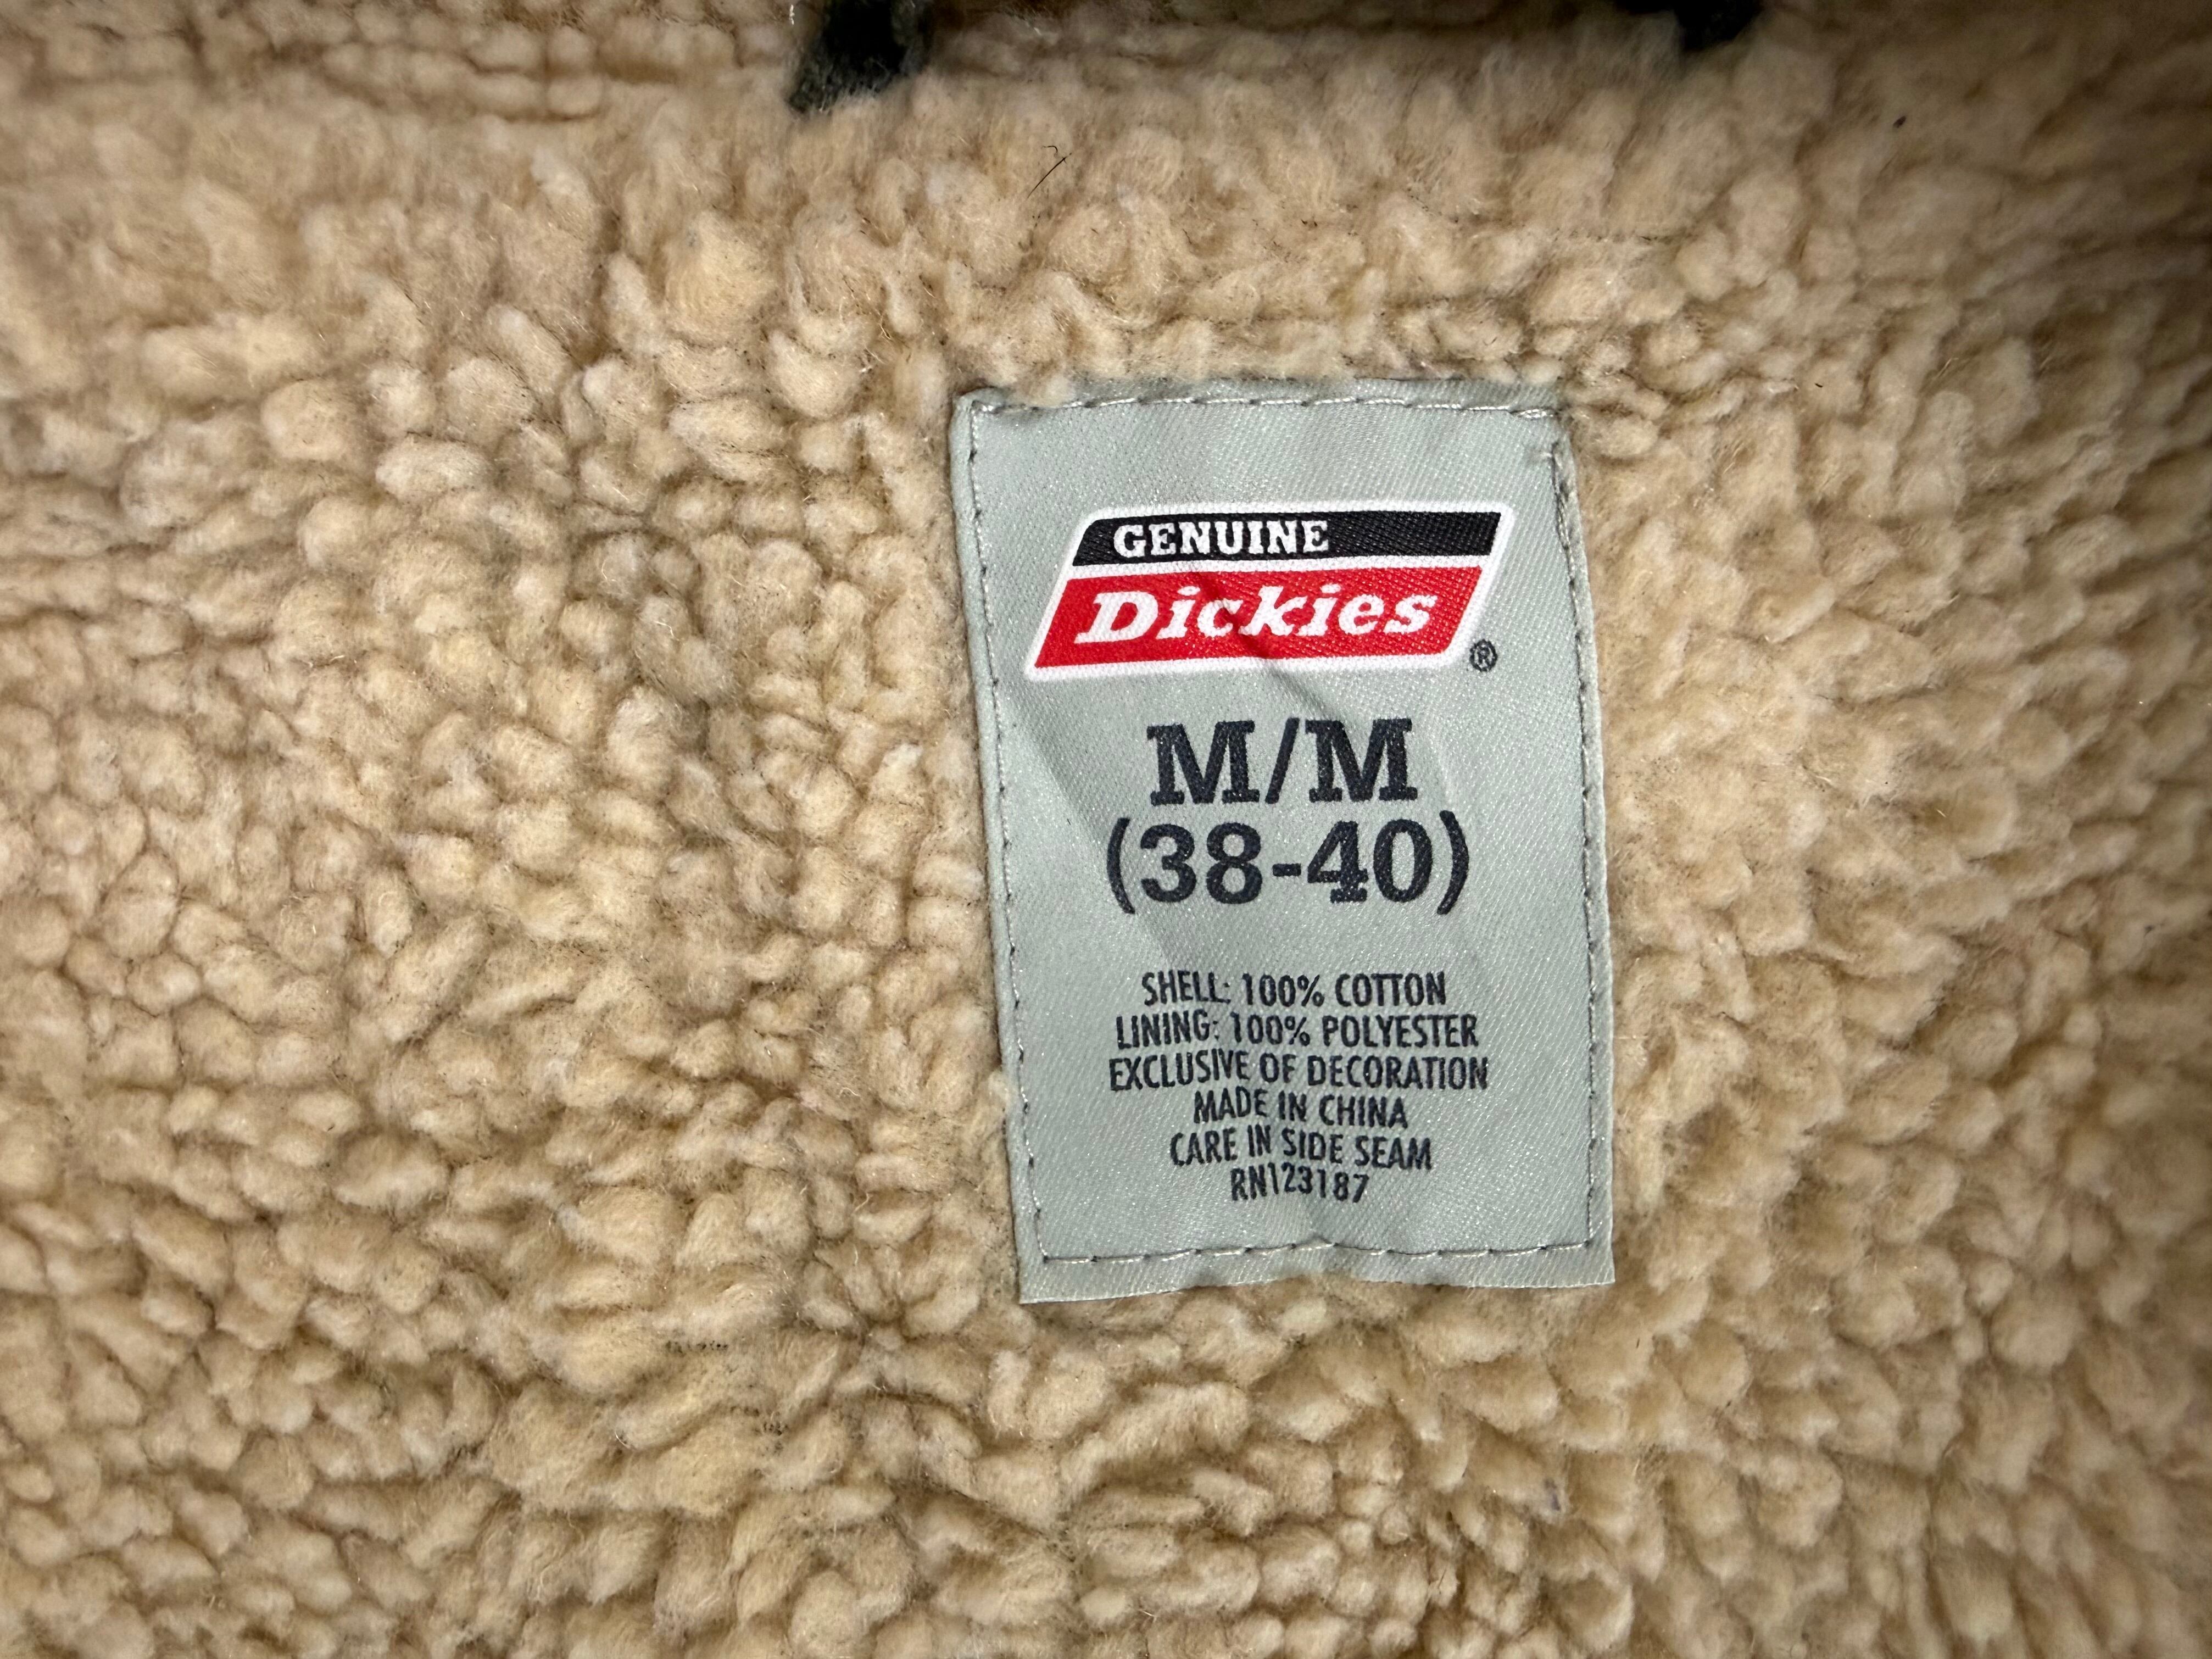 GENUINE
Dickies®
M/M
(38-40)
SHELL: 100% COTTON
LINING: 100% POLYESTER
EXCLUSIVE OF DECORATION
MADE IN CHINA
CARE IN SIDE SEAM
RN123187